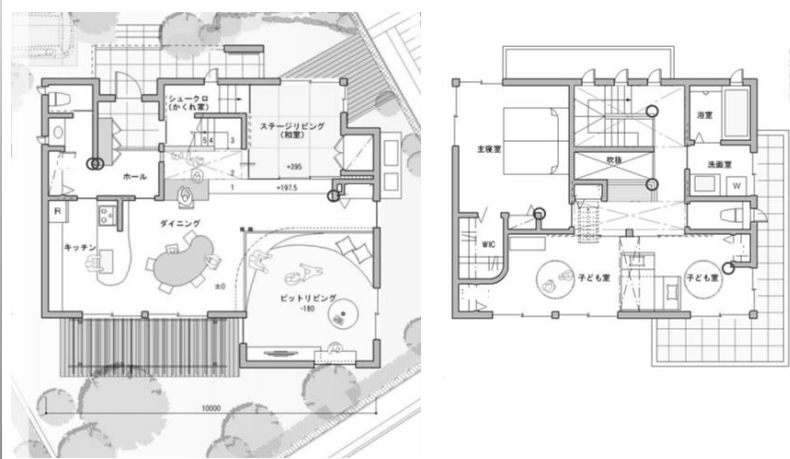 シュークロ
(かくれ家)
ステージリビング
(和室)
5 4
3
+395
2
ホール
1
+197.5
R
ダイニング
キッチン
±0
ピットリビング
-180
10000
浴室
主寝室
吹抜
洗面室
W
WIC
子ども室
子ども室